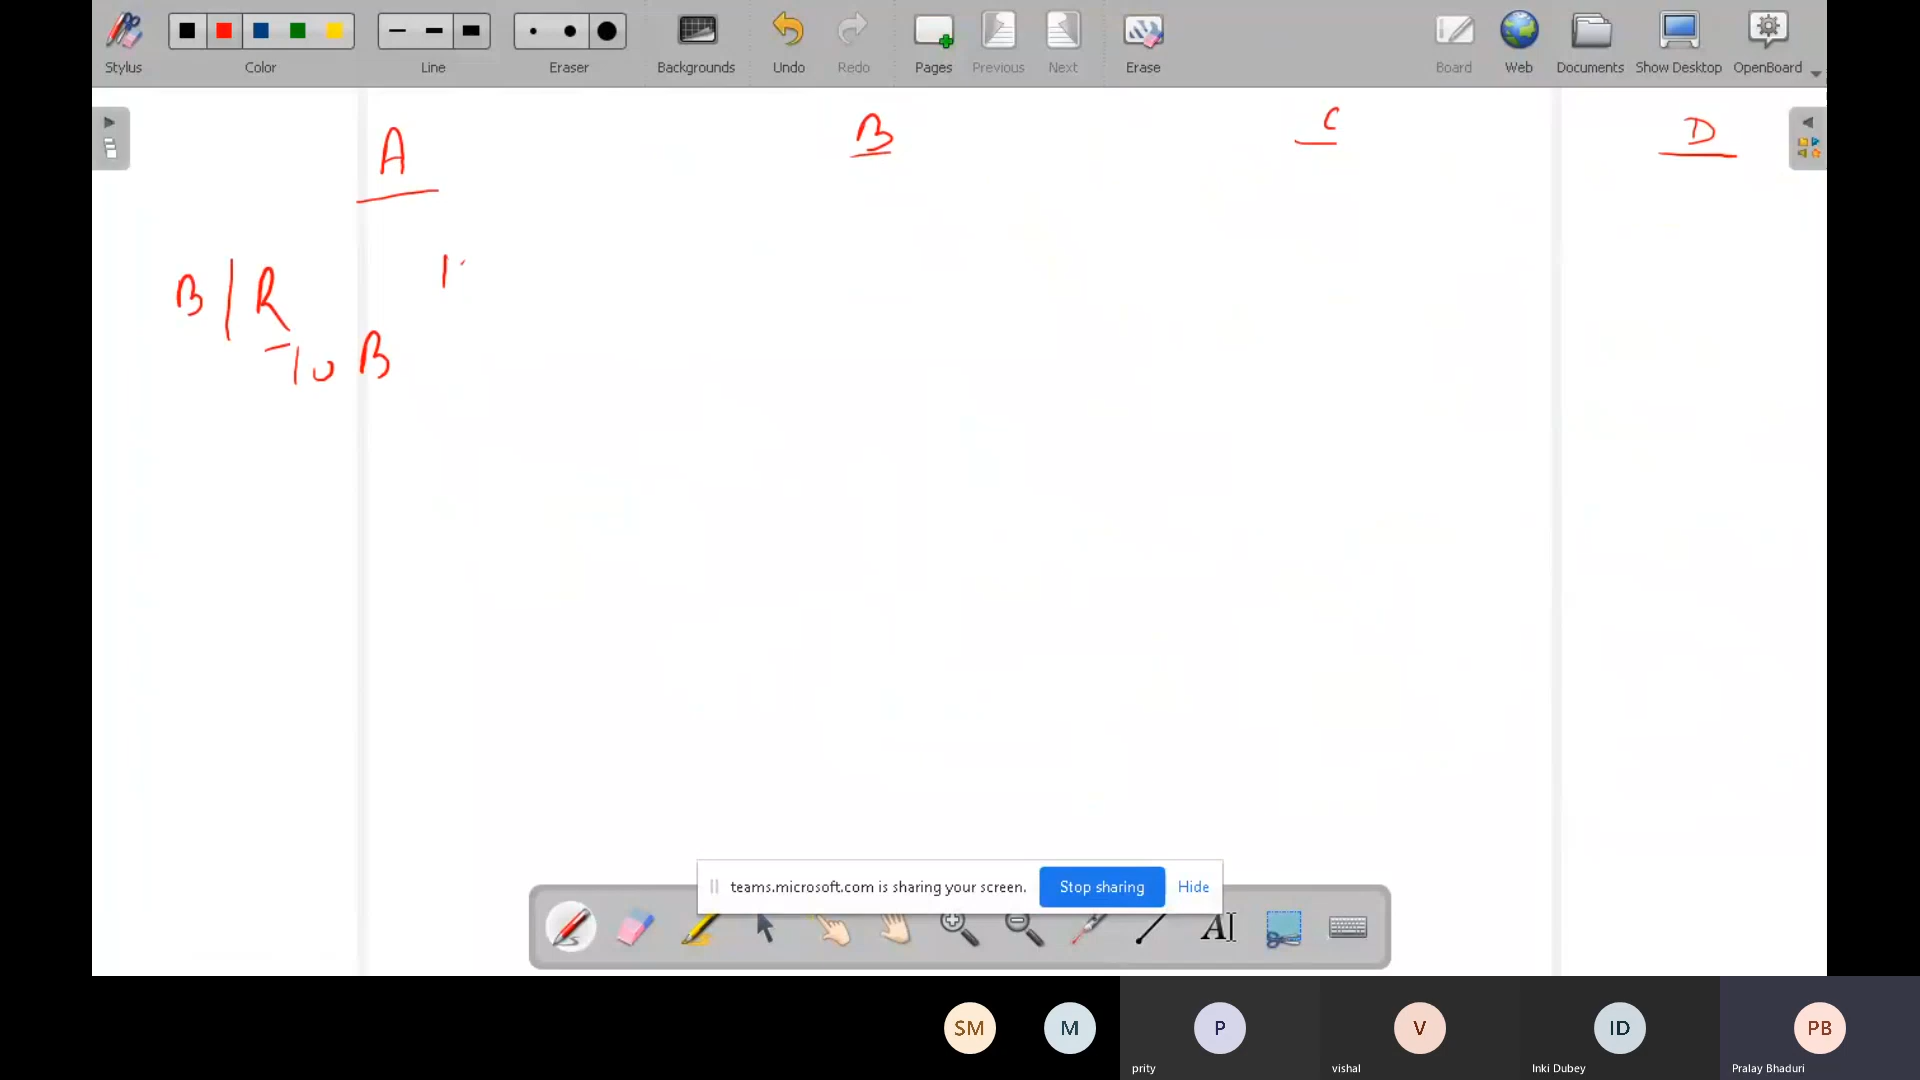 Stylus Color Line Eraser Backgrounds Undo Redo Pages Previous Next Erase Board Web Documents Show Desktop OpenBoard
A B C D
B | R
To B
teams.microsoft.com is sharing your screen. Stop sharing Hide
A
SM M P V ID PB
prity vishal Inki Dubey Pralay Bhaduri